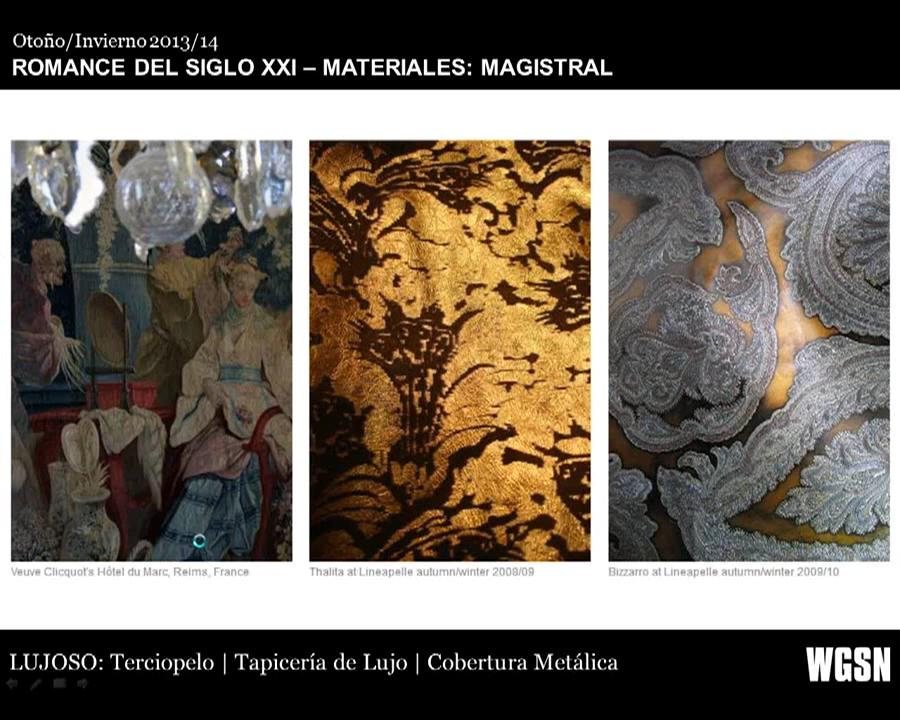 Otoño/Invierno 2013/14
ROMANCE DEL SIGLO XXI – MATERIALES: MAGISTRAL
Veuve Clicquot's Hôtel du Marc, Reims, France
Thalita at Lineapelle autumn/winter 2008/09
Bizzarro at Lineapelle autumn/winter 2009/10
LUJOSO: Terciopelo | Tapicería de Lujo | Cobertura Metálica
WGSN